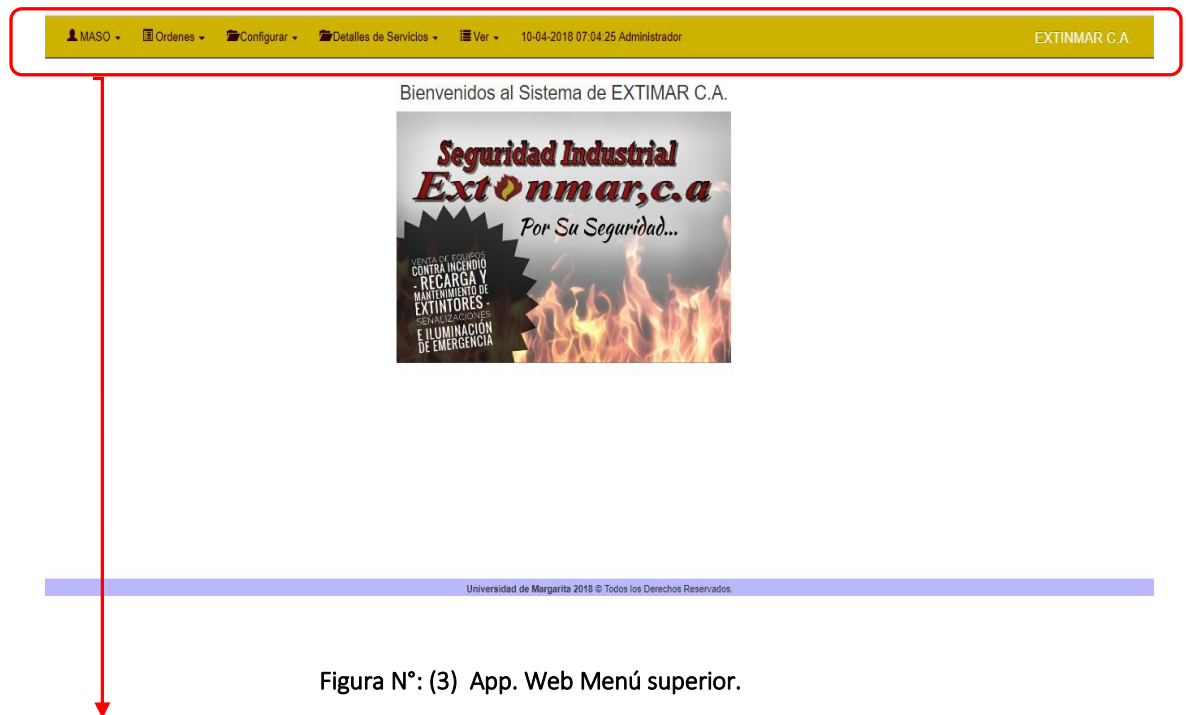 MASO Ordenes Configurar Detalles de Servicios Ver 10-04-2018 07:04:25 Administrador EXTINMAR C.A.
Bienvenidos al Sistema de EXTIMAR C.A.
Seguridad Industrial
Extonmar,c.a
Por Su Seguridad...
VENTA DE EQUIPOS
CONTRA INCENDIO
- RECARGA Y
MANTENIMIENTO DE
EXTINTORES -
SEÑALIZACIONES
E ILUMINACIÓN
DE EMERGENCIA
Universidad de Margarita 2018 © Todos los Derechos Reservados.
Figura N°: (3) App. Web Menú superior.